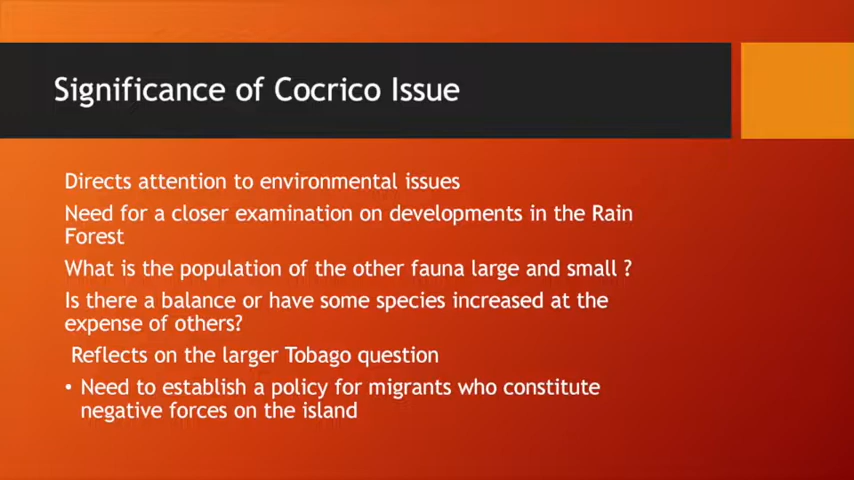 Significance of Cocrico Issue
Directs attention to environmental issues
Need for a closer examination on developments in the Rain
Forest
What is the population of the other fauna large and small ?
Is there a balance or have some species increased at the
expense of others?
Reflects on the larger Tobago question
• Need to establish a policy for migrants who constitute
negative forces on the island